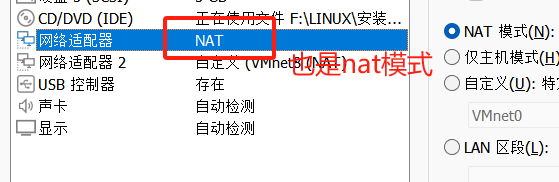 CD/DVD (IDE) 正在使用文件 F:\LINUX\安装...
网络适配器 NAT
网络适配器 2 自定义 (VMnet8 (NAT)
USB 控制器 存在
声卡 自动检测
显示 自动检测
也是nat模式
NAT 模式(N):
仅主机模式(H)
自定义(U): 特定
VMnet0
LAN 区段(L):